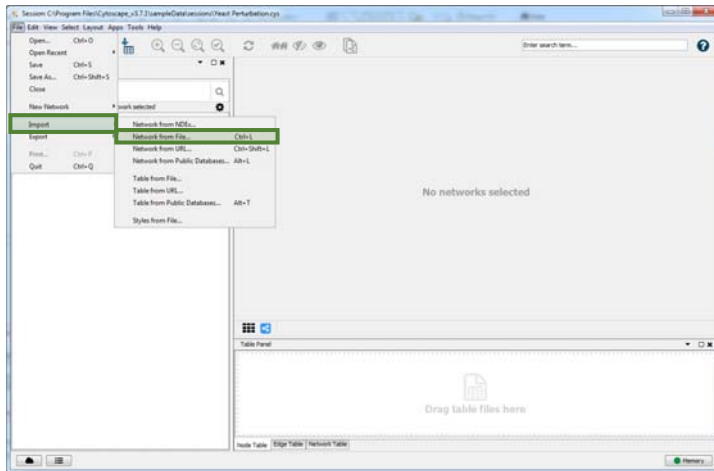 Session: C:\Program Files\Cytoscape_v3.7.1\sampleData\sessions\Yeast Perturbation.cys
File Edit View Select Layout Apps Tools Help
Open... Ctrl+O
Open Recent
Save Ctrl+S
Save As... Ctrl+Shift+S
Close
New Network
Import
Export
Print... Ctrl+P
Quit Ctrl+Q
Enter search term...
work selected
Network from NDEx...
Network from File... Ctrl+L
Network from URL... Ctrl+Shift+L
Network from Public Databases... Alt+L
Table from File...
Table from URL...
Table from Public Databases... Alt+T
Styles from File...
No networks selected
Table Panel
Drag table files here
Node Table Edge Table Network Table
Memory